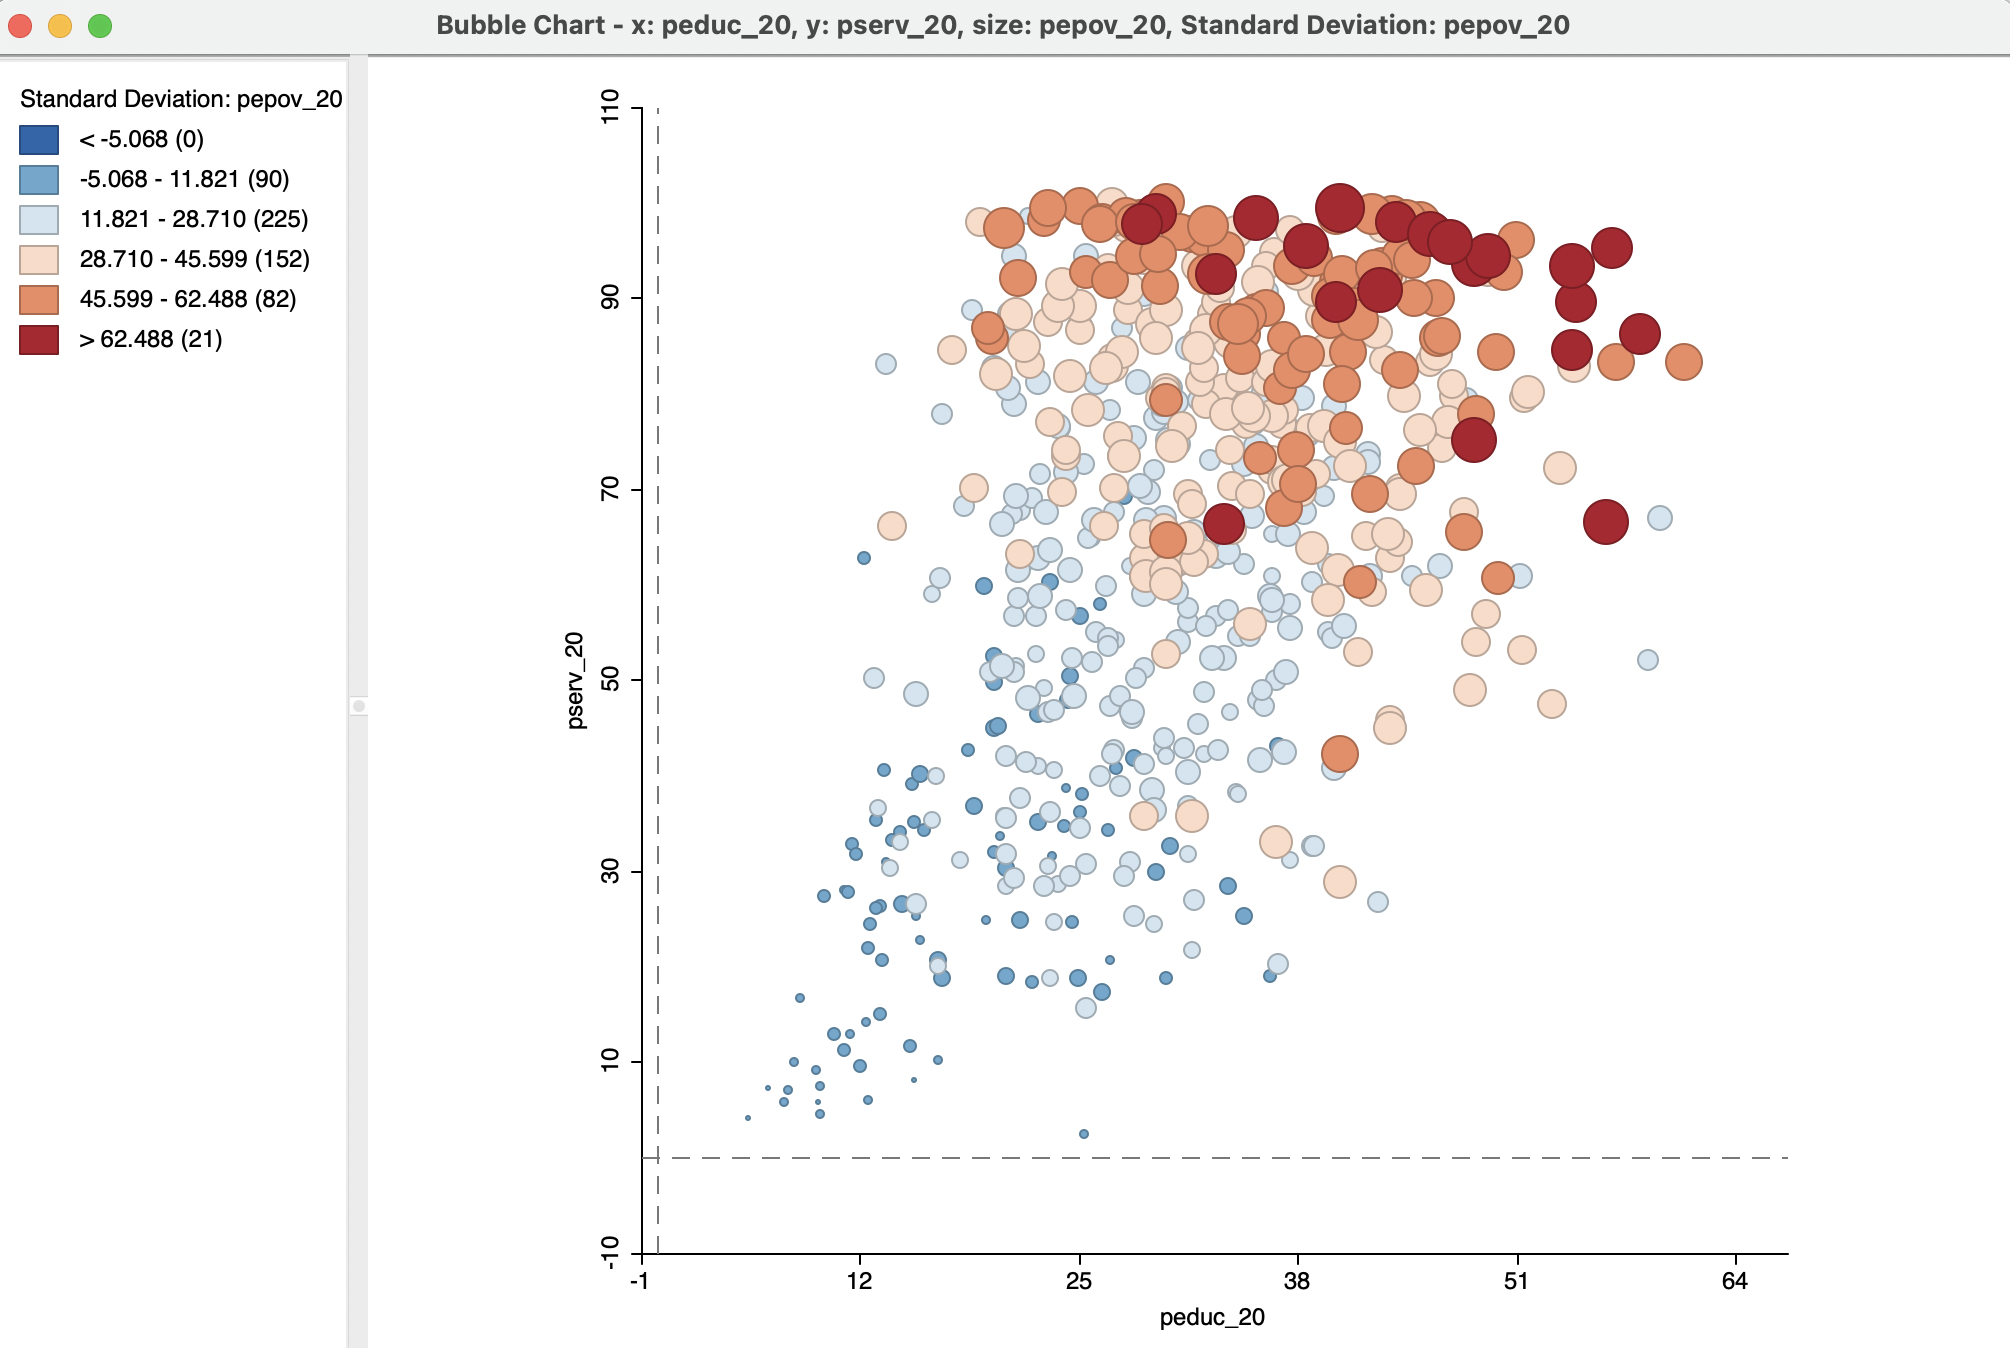 Bubble Chart - x: peduc_20, y: pserv_20, size: pepov_20, Standard Deviation: pepov_20
Standard Deviation: pepov_20
< -5.068 (0)
-5.068 - 11.821 (90)
11.821 - 28.710 (225)
28.710 - 45.599 (152)
45.599 - 62.488 (82)
> 62.488 (21)
110
90
70
50
30
10
-10
pserv_20
-1 12 25 38 51 64
peduc_20